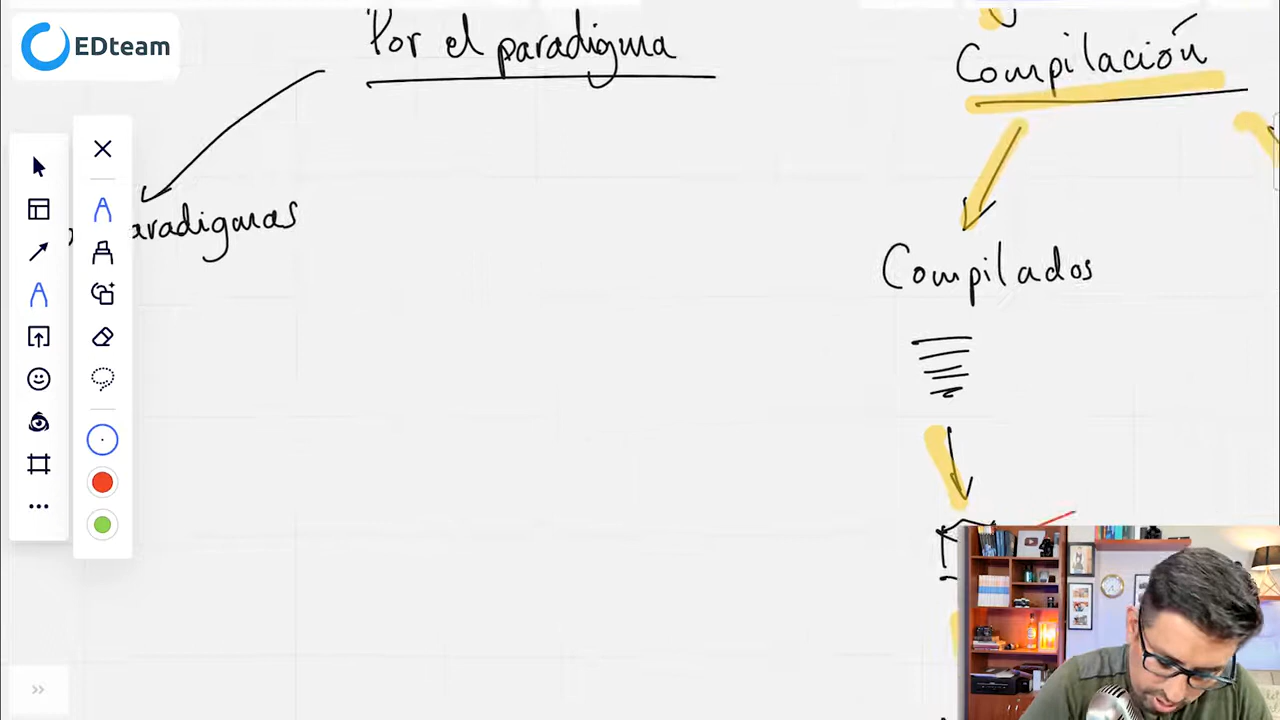 EDteam
Por el paradigma
Compilación
aradigmas
Compilados